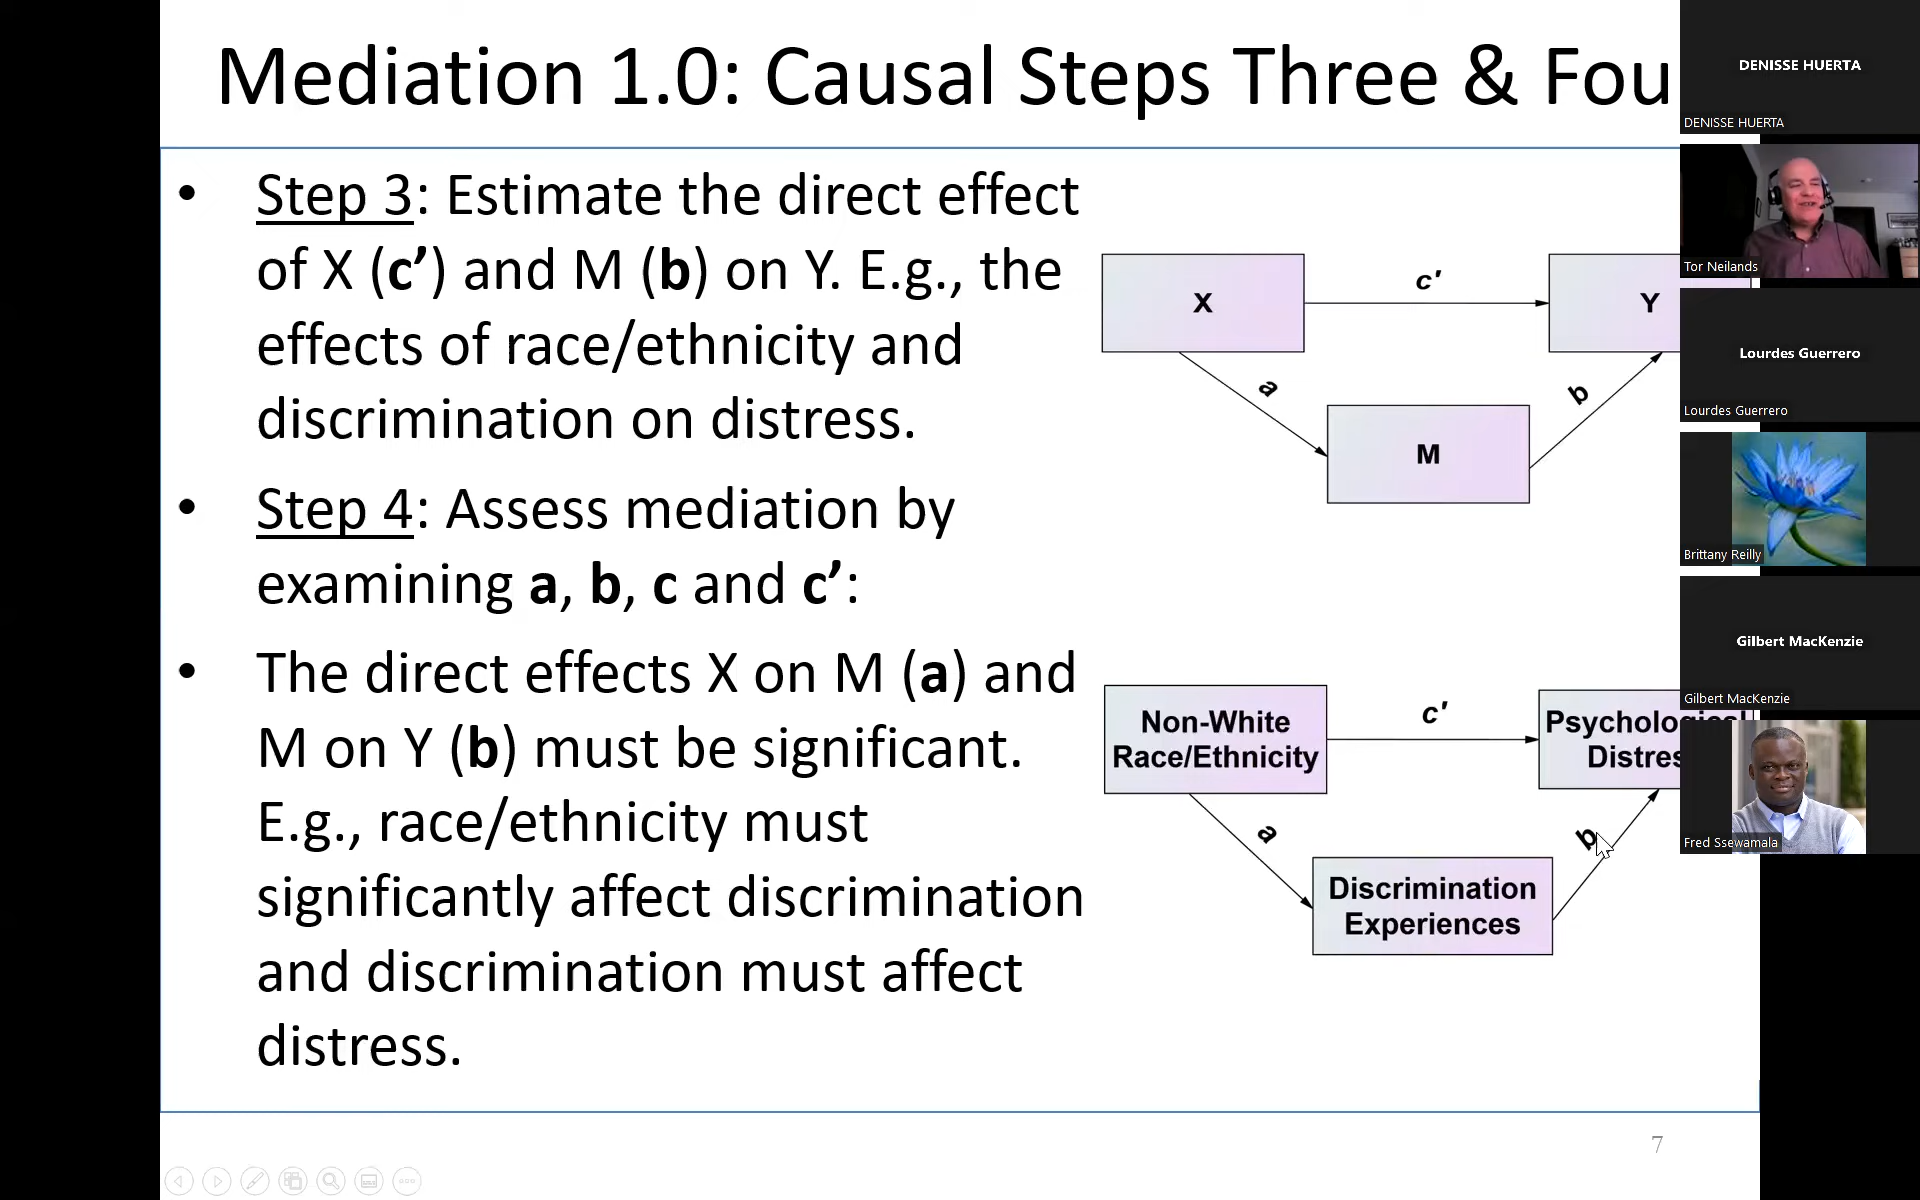 Mediation 1.0: Causal Steps Three & Fou
• Step 3: Estimate the direct effect
of X (c’) and M (b) on Y. E.g., the
effects of race/ethnicity and
discrimination on distress.
• Step 4: Assess mediation by
examining a, b, c and c’:
• The direct effects X on M (a) and
M on Y (b) must be significant.
E.g., race/ethnicity must
significantly affect discrimination
and discrimination must affect
distress.
X
c'
Y
a
b
M
Non-White
Race/Ethnicity
c'
Psychological
Distres
a
b
Discrimination
Experiences
7
DENISSE HUERTA
DENISSE HUERTA
Tor Neilands
Lourdes Guerrero
Lourdes Guerrero
Brittany Reilly
Gilbert MacKenzie
Gilbert MacKenzie
Fred Ssewamala